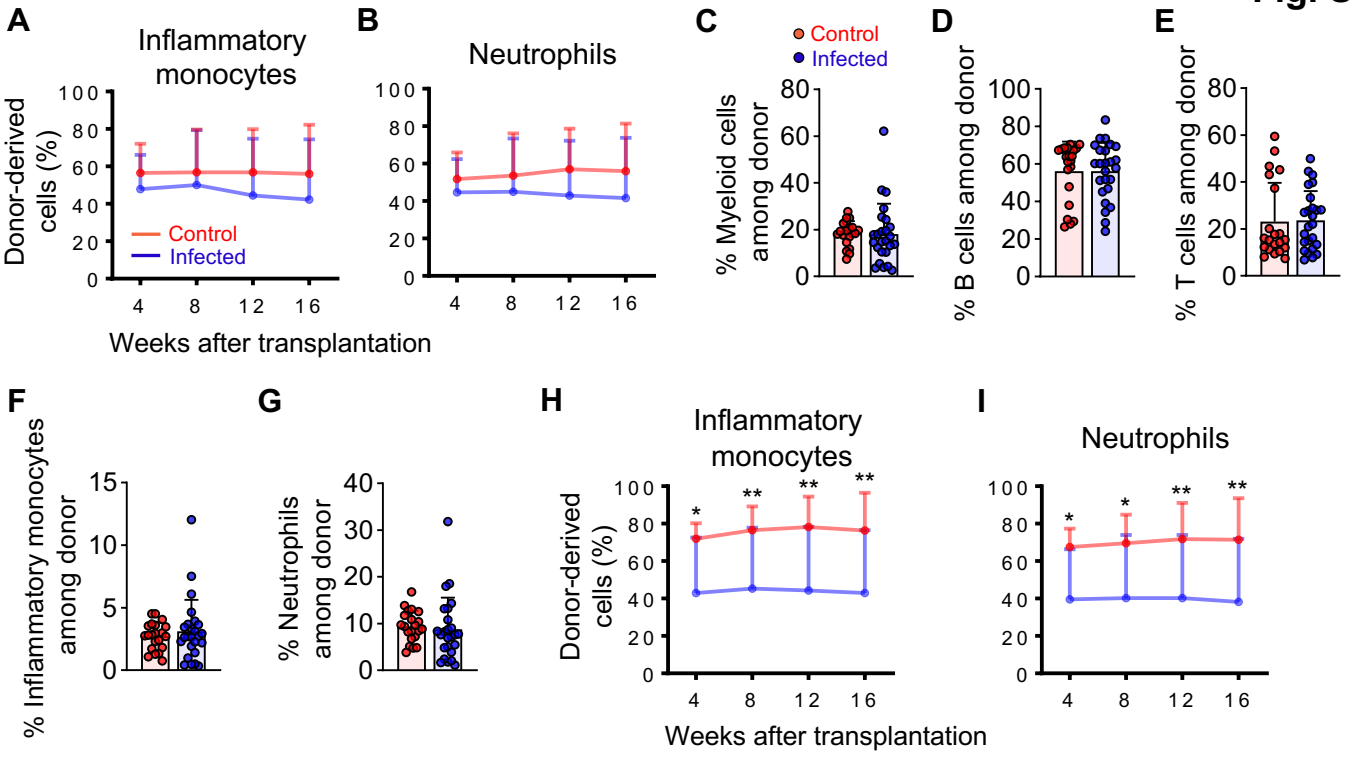 A
Inflammatory
monocytes
Donor-derived
cells (%)
100
80
60
40
20
0
Control
Infected
4 8 12 16
B
Neutrophils
100
80
60
40
20
0
4 8 12 16
Weeks after transplantation
C
Control
Infected
% Myeloid cells
among donor
80
60
40
20
0
D
% B cells among donor
100
80
60
40
20
0
E
% T cells among donor
80
60
40
20
0
F
% Inflammatory monocytes
among donor
15
10
5
0
G
% Neutrophils
among donor
40
30
20
10
0
H
Inflammatory
monocytes
Donor-derived
cells (%)
100
80
60
40
20
0
* ** ** **
4 8 12 16
I
Neutrophils
100
80
60
40
20
0
* * ** **
4 8 12 16
Weeks after transplantation